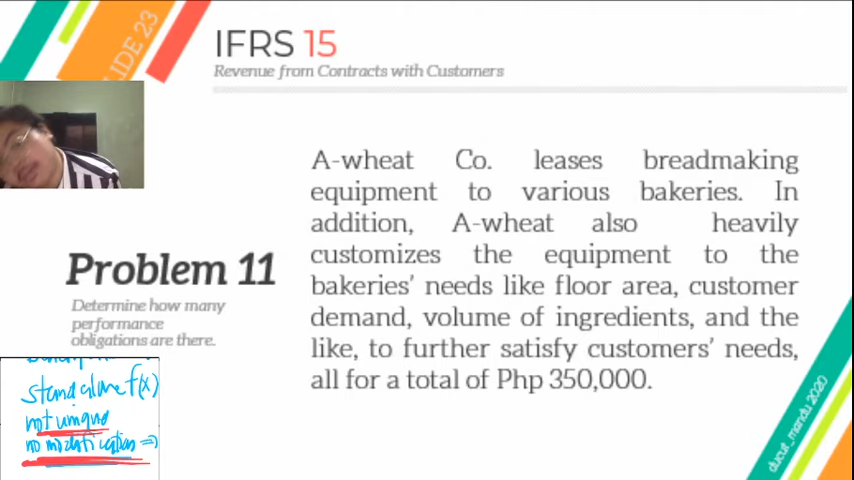 SLIDE 23
IFRS 15
Revenue from Contracts with Customers
A-wheat Co. leases breadmaking
equipment to various bakeries. In
addition, A-wheat also heavily
customizes the equipment to the
bakeries' needs like floor area, customer
demand, volume of ingredients, and the
like, to further satisfy customers' needs,
all for a total of Php 350,000.
Problem 11
Determine how many
performance
obligations are there.
stand alone f(x)
not unique
no modification =>
ducut_mandu 2020